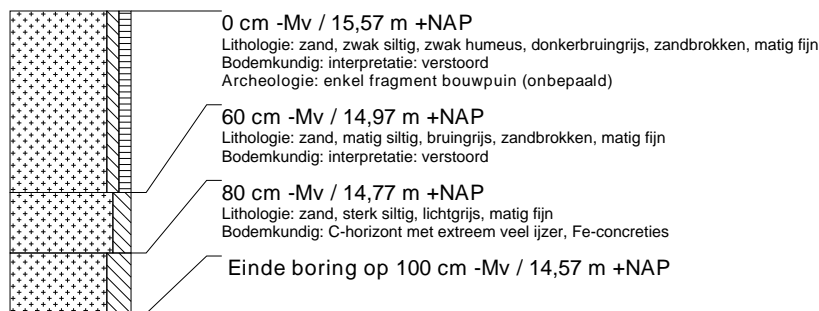 0 cm -Mv / 15,57 m +NAP
Lithologie: zand, zwak siltig, zwak humeus, donkerbruingrijs, zandbrokken, matig fijn
Bodemkundig: interpretatie: verstoord
Archeologie: enkel fragment bouwpuin (onbepaald)
60 cm -Mv / 14,97 m +NAP
Lithologie: zand, matig siltig, bruingrijs, zandbrokken, matig fijn
Bodemkundig: interpretatie: verstoord
80 cm -Mv / 14,77 m +NAP
Lithologie: zand, sterk siltig, lichtgrijs, matig fijn
Bodemkundig: C-horizont met extreem veel ijzer, Fe-concreties
Einde boring op 100 cm -Mv / 14,57 m +NAP